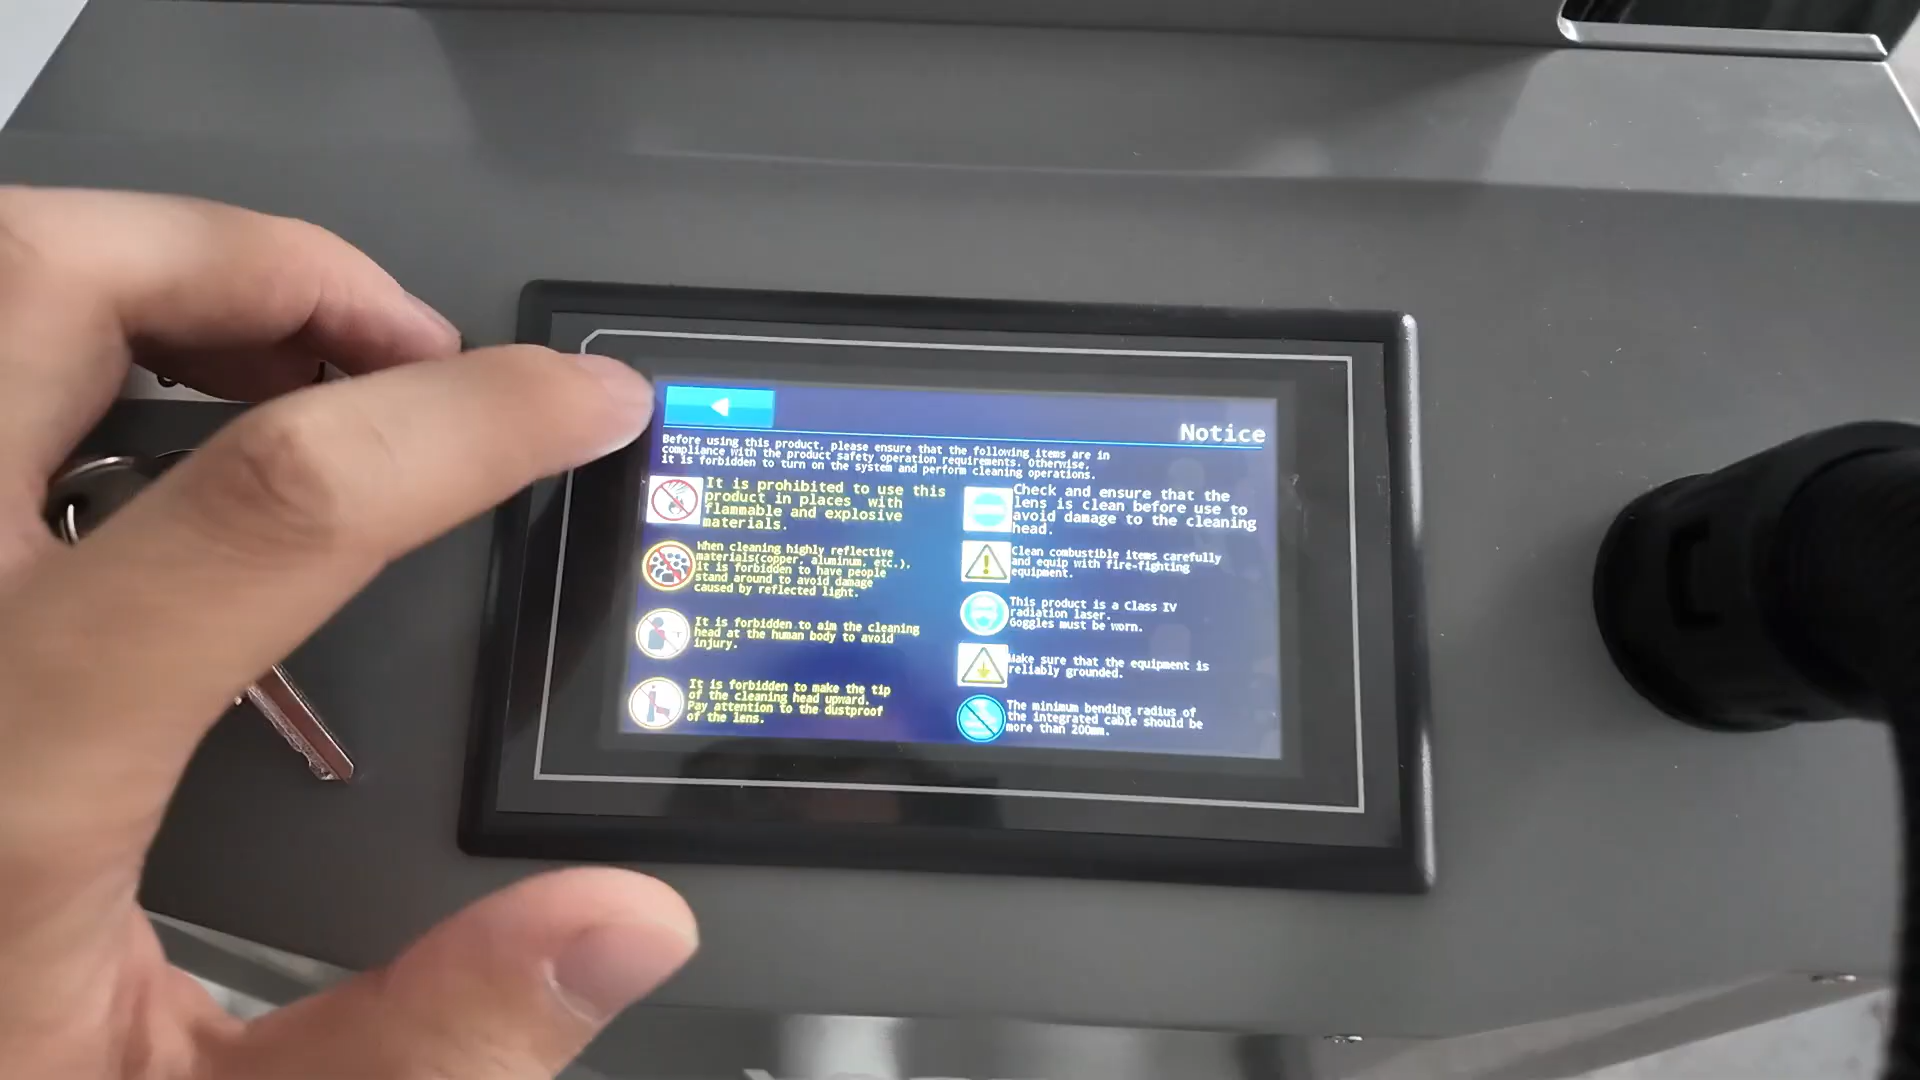 Notice
Before using this product, please ensure that the following items are in
compliance with the product safety operation requirements. Otherwise,
it is forbidden to turn on the system and perform cleaning operations.
It is prohibited to use this
product in places with
flammable and explosive
materials.
When cleaning highly reflective
materials(copper, aluminum, etc.),
it is forbidden to have people
stand around to avoid damage
caused by reflected light.
It is forbidden to aim the cleaning
head at the human body to avoid
injury.
It is forbidden to make the tip
of the cleaning head upward.
Pay attention to the dustproof
of the lens.
Check and ensure that the
lens is clean before use to
avoid damage to the cleaning
head.
Clean combustible items carefully
and equip with fire-fighting
equipment.
This product is a Class IV
radiation laser.
Goggles must be worn.
Make sure that the equipment is
reliably grounded.
The minimum bending radius of
the integrated cable should be
more than 200mm.